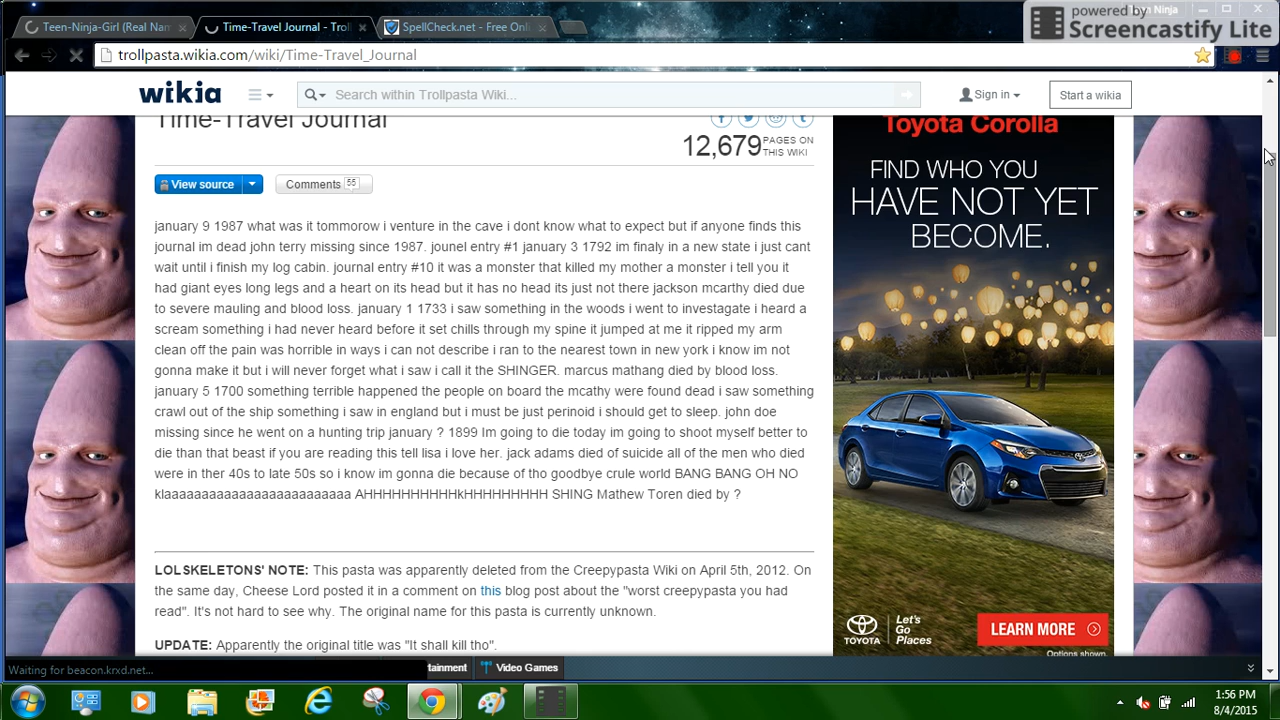 Teen-Ninja-Girl (Real Nam
Time-Travel Journal - Troll
SpellCheck.net - Free Onli
powered by
Screencastify Lite
trollpasta.wikia.com/wiki/Time-Travel_Journal
wikia
Search within Trollpasta Wiki...
Sign in
Start a wikia
Time-Travel Journal
12,679 PAGES ON THIS WIKI
View source
Comments 55
january 9 1987 what was it tommorow i venture in the cave i dont know what to expect but if anyone finds this
journal im dead john terry missing since 1987. jounel entry #1 january 3 1792 im finaly in a new state i just cant
wait until i finish my log cabin. journal entry #10 it was a monster that killed my mother a monster i tell you it
had giant eyes long legs and a heart on its head but it has no head its just not there jackson mcarthy died due
to severe mauling and blood loss. january 1 1733 i saw something in the woods i went to investagate i heard a
scream something i had never heard before it set chills through my spine it jumped at me it ripped my arm
clean off the pain was horrible in ways i can not describe i ran to the nearest town in new york i know im not
gonna make it but i will never forget what i saw i call it the SHINGER. marcus mathang died by blood loss.
january 5 1700 something terrible happened the people on board the mcathy were found dead i saw something
crawl out of the ship something i saw in england but i must be just perinoid i should get to sleep. john doe
missing since he went on a hunting trip january ? 1899 Im going to die today im going to shoot myself better to
die than that beast if you are reading this tell lisa i love her. jack adams died of suicide all of the men who died
were in ther 40s to late 50s so i know im gonna die because of tho goodbye crule world BANG BANG OH NO
klaaaaaaaaaaaaaaaaaaaaaaaaa AHHHHHHHHHHkHHHHHHHHH SHING Mathew Toren died by ?
LOLSKELETONS' NOTE: This pasta was apparently deleted from the Creepypasta Wiki on April 5th, 2012. On
the same day, Cheese Lord posted it in a comment on this blog post about the "worst creepypasta you had
read". It's not hard to see why. The original name for this pasta is currently unknown.
UPDATE: Apparently the original title was "It shall kill tho".
Toyota Corolla
FIND WHO YOU
HAVE NOT YET
BECOME.
TOYOTA
Let's
Go
Places
LEARN MORE
Options shown.
Waiting for beacon.krxd.net...
tainment
Video Games
1:56 PM
8/4/2015